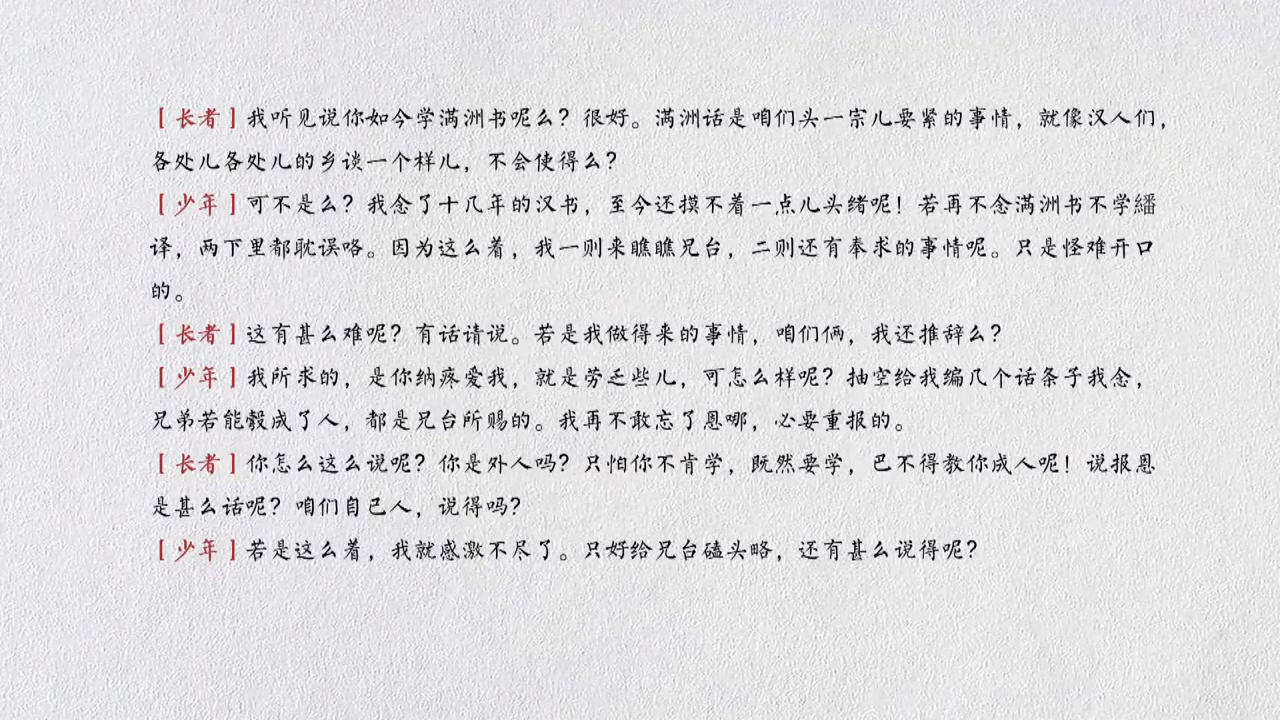 【长者】我听见说你如今学满洲书呢么？很好。满洲话是咱们头一宗儿要紧的事情，就像汉人们，
各处儿各处儿的乡谈一个样儿，不会使得么？
【少年】可不是么？我念了十几年的汉书，至今还摸不着一点儿头绪呢！若再不念满洲书不学繙
译，两下里都耽误咯。因为这么着，我一则来瞧瞧兄台，二则还有奉求的事情呢。只是怪难开口
的。
【长者】这有甚么难呢？有话请说。若是我做得来的事情，咱们俩，我还推辞么？
【少年】我所求的，是你纳疼爱我，就是劳乏些儿，可怎么样呢？抽空给我编几个话条子我念，
兄弟若能彀成了人，都是兄台所赐的。我再不敢忘了恩哪，必要重报的。
【长者】你怎么这么说呢？你是外人吗？只怕你不肯学，既然要学，巴不得教你成人呢！说报恩
是甚么话呢？咱们自己人，说得吗？
【少年】若是这么着，我就感激不尽了。只好给兄台磕头略，还有甚么说得呢？